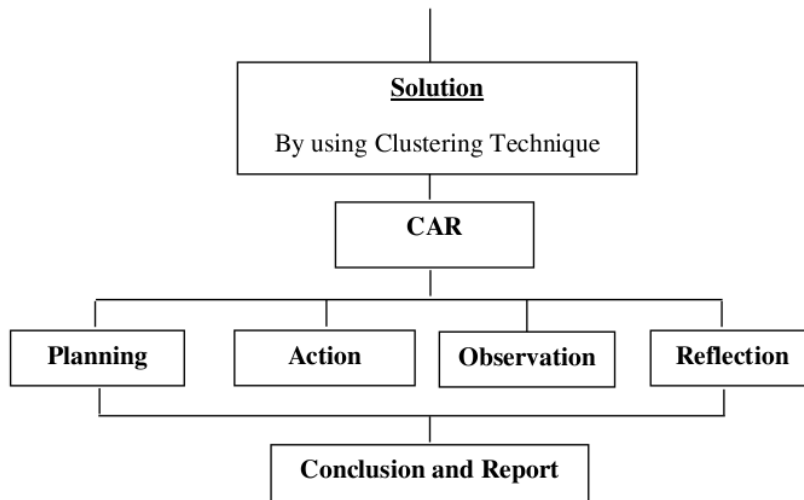 Solution
By using Clustering Technique
CAR
Planning
Action
Observation
Reflection
Conclusion and Report